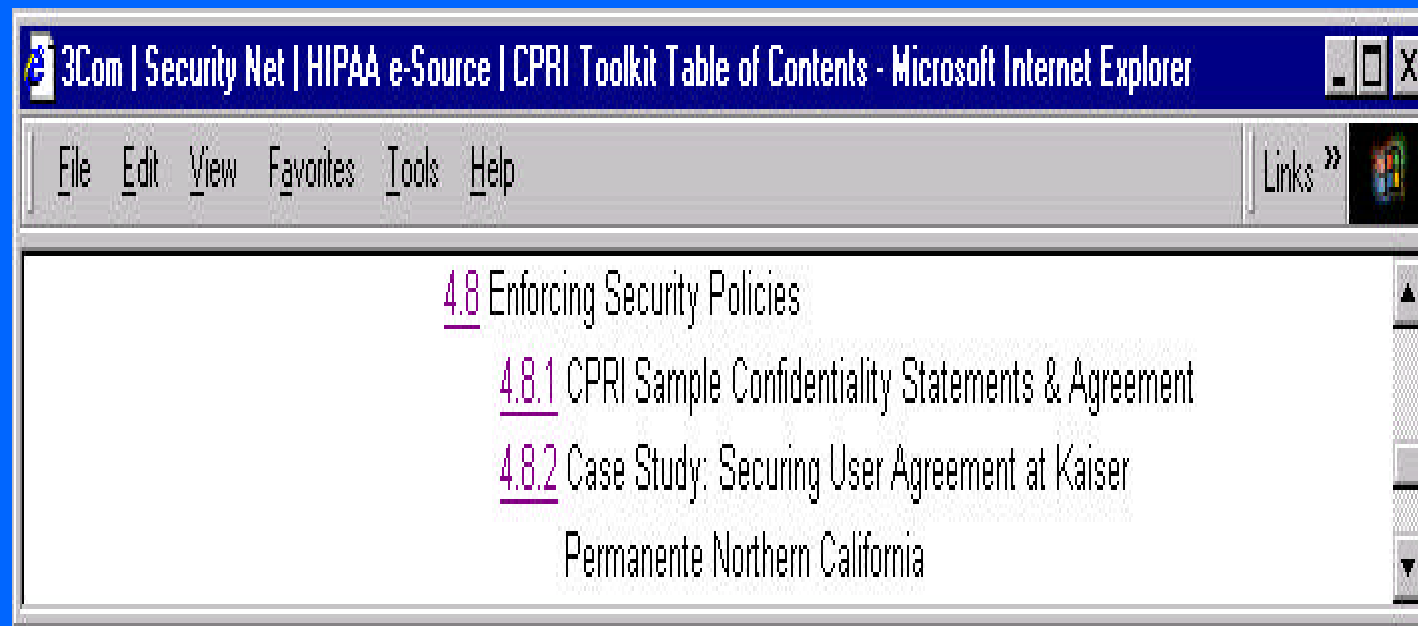 3Com | Security Net | HIPAA e-Source | CPRI Toolkit Table of Contents - Microsoft Internet Explorer
File Edit View Favorites Tools Help Links »
4.8 Enforcing Security Policies
4.8.1 CPRI Sample Confidentiality Statements & Agreement
4.8.2 Case Study: Securing User Agreement at Kaiser
Permanente Northern California